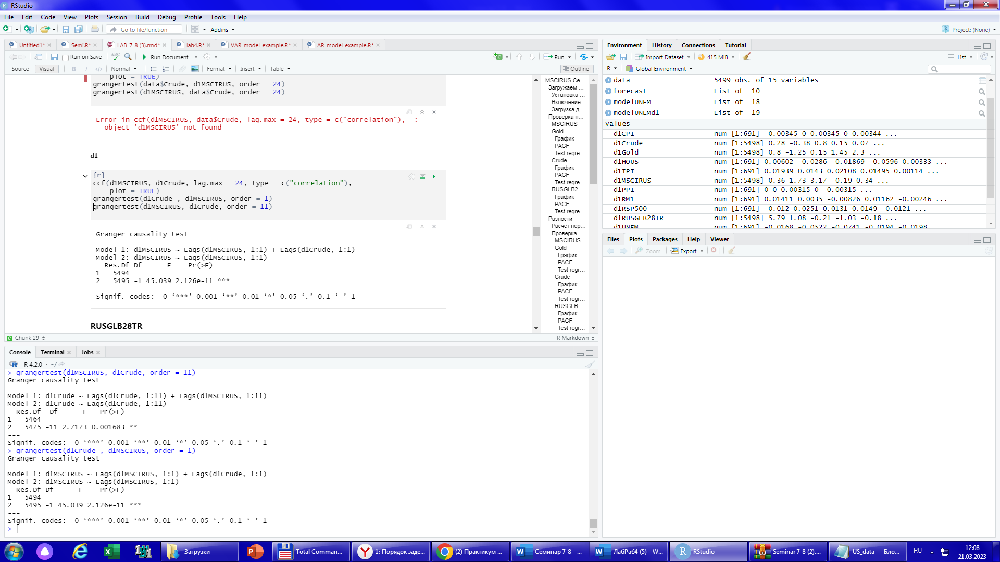 RStudio
File Edit Code View Plots Session Build Debug Profile Tools Help
Go to file/function Addins Project: (None)
Untitled1* Semi.R* LAB_7-8 (3).rmd* lab4.R* VAR_model_example.R* AR_model_example.R*
Run on Save ABC Run Document Run
Source Visual B I </> Normal Format Insert Table Outline
plot = TRUE)
grangertest(data$Crude, d1MSCIRUS, order = 24)
grangertest(d1MSCIRUS, data$Crude, order = 24)
Error in ccf(d1MSCIRUS, data$Crude, lag.max = 24, type = c("correlation"),  :
object 'd1MSCIRUS' not found
d1
{r}
ccf(d1MSCIRUS, d1Crude, lag.max = 24, type = c("correlation"),
plot = TRUE)
grangertest(d1Crude , d1MSCIRUS, order = 1)
grangertest(d1MSCIRUS, d1Crude, order = 11)
Granger causality test
Model 1: d1MSCIRUS ~ Lags(d1MSCIRUS, 1:1) + Lags(d1Crude, 1:1)
Model 2: d1MSCIRUS ~ Lags(d1MSCIRUS, 1:1)
Res.Df Df F Pr(>F)
1 5494
2 5495 -1 45.039 2.126e-11 ***
---
Signif. codes:  0 ‘***’ 0.001 ‘**’ 0.01 ‘*’ 0.05 ‘.’ 0.1 ‘ ’ 1
RUSGLB28TR
Chunk 29 R Markdown
MSCIRUS Ce...
Загружаем ...
Установка ...
Включение...
Загрузка д...
Проверка н...
MSCIRUS
Gold
График
PACF
Test regre...
Crude
График
PACF
Test regre...
RUSGLB2...
График
PACF
Test regre...
Разности
Расчет пер...
Проверка ...
MSCIRUS
Gold
График
PACF
Test regr...
Crude
График
PACF
Test regr...
RUSGLB...
График
PACF
Test regr...
Console Terminal Jobs
R 4.2.0 · ~/
> grangertest(d1MSCIRUS, d1Crude, order = 11)
Granger causality test
Model 1: d1Crude ~ Lags(d1Crude, 1:11) + Lags(d1MSCIRUS, 1:11)
Model 2: d1Crude ~ Lags(d1Crude, 1:11)
Res.Df Df F Pr(>F)
1 5464
2 5475 -11 2.7173 0.001683 **
---
Signif. codes:  0 ‘***’ 0.001 ‘**’ 0.01 ‘*’ 0.05 ‘.’ 0.1 ‘ ’ 1
> grangertest(d1Crude , d1MSCIRUS, order = 1)
Granger causality test
Model 1: d1MSCIRUS ~ Lags(d1MSCIRUS, 1:1) + Lags(d1Crude, 1:1)
Model 2: d1MSCIRUS ~ Lags(d1MSCIRUS, 1:1)
Res.Df Df F Pr(>F)
1 5494
2 5495 -1 45.039 2.126e-11 ***
---
Signif. codes:  0 ‘***’ 0.001 ‘**’ 0.01 ‘*’ 0.05 ‘.’ 0.1 ‘ ’ 1
>
Environment History Connections Tutorial
Import Dataset 415 MiB List
R Global Environment
data 5499 obs. of 15 variables
forecast List of 10
modelUNEM List of 18
modelUNEMd1 List of 19
Values
d1CPI num [1:691] -0.00345 0 0.00345 0 0.00344 ...
d1Crude num [1:5498] 0.28 -0.38 0.8 0.15 0.07 ...
d1Gold num [1:5498] 0.8 -1.25 0.15 1.45 2.3 ...
d1HOUS num [1:691] 0.00602 -0.0286 -0.01869 -0.0596 0.00333 ...
d1IPI num [1:691] 0.01939 0.0143 0.02108 0.01495 0.00114 ...
d1MSCIRUS num [1:5498] 0.36 1.73 3.17 -0.19 0.34 ...
d1PPI num [1:691] 0 0 0.00315 0 -0.00315 ...
d1RM1 num [1:691] 0.01411 0.0035 -0.00826 0.01162 -0.00246 ...
d1RSP500 num [1:691] -0.012 0.0251 0.0131 0.0149 -0.0121 ...
d1RUSGLB28TR num [1:5498] 5.79 1.08 -0.21 -1.03 -0.18 ...
d1UNEM num [1:691] -0.0168 -0.0522 -0.0741 -0.0194 -0.0198
Files Plots Packages Help Viewer
Zoom Export
Загрузки Total Comman... 1: Порядок заде... (2) Практикум ... Семинар 7-8 - ... ЛабРаб4 (5) - W... RStudio Seminar 7-8 (2).... US_data — Бло... RU 12:08
21.03.2023